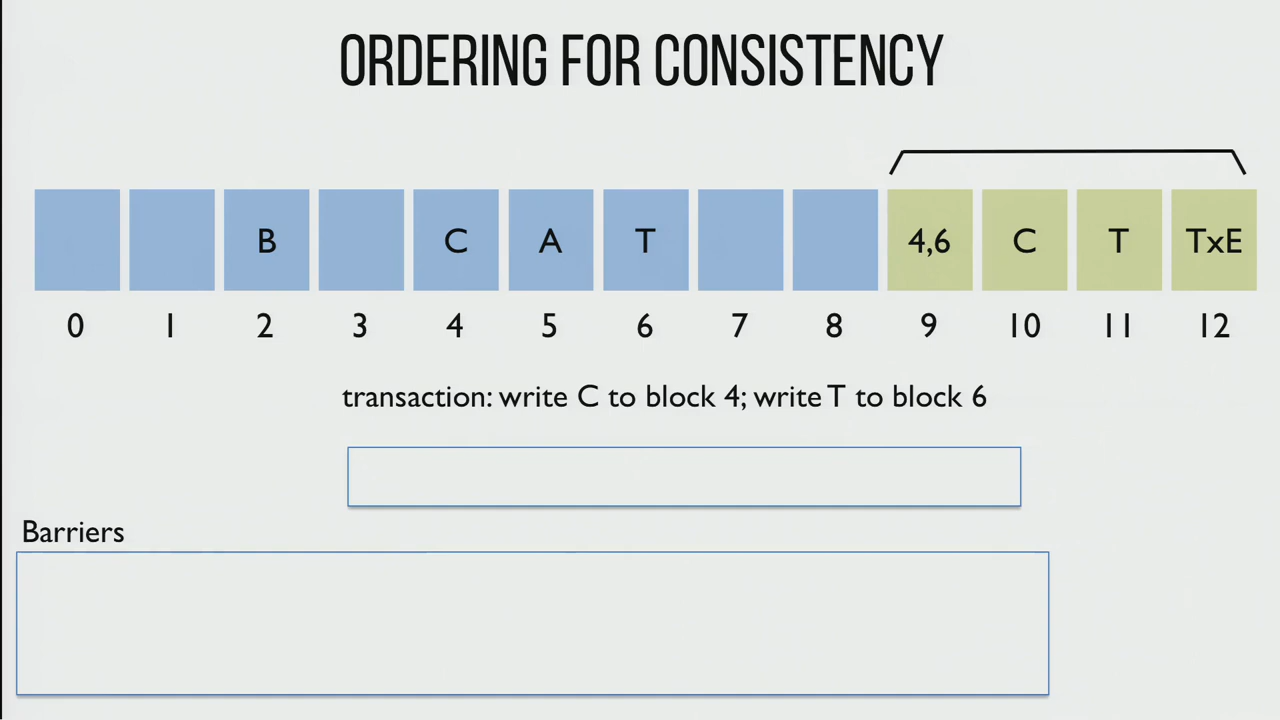 ORDERING FOR CONSISTENCY
B C A T 4,6 C T TxE
0 1 2 3 4 5 6 7 8 9 10 11 12
transaction: write C to block 4; write T to block 6
Barriers